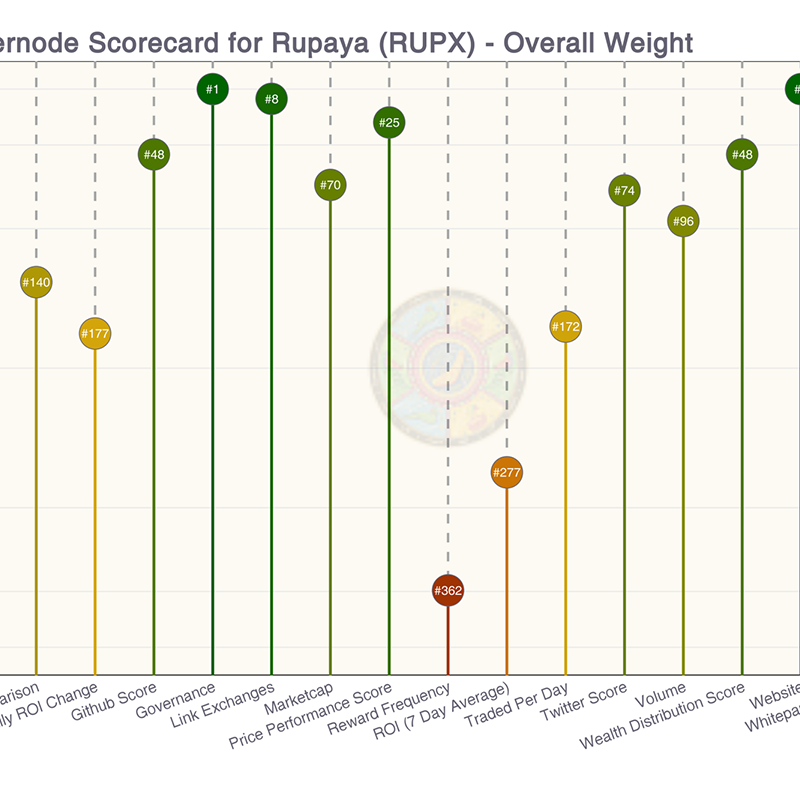 ernode Scorecard for Rupaya (RUPX) - Overall Weight
#1
#8
#25
#48
#48
#70
#74
#96
#140
#172
#177
#277
#362
arison
ily ROI Change
Github Score
Governance
Link Exchanges
Marketcap
Price Performance Score
Reward Frequency
ROI (7 Day Average)
Traded Per Day
Twitter Score
Volume
Wealth Distribution Score
Website
Whitepa